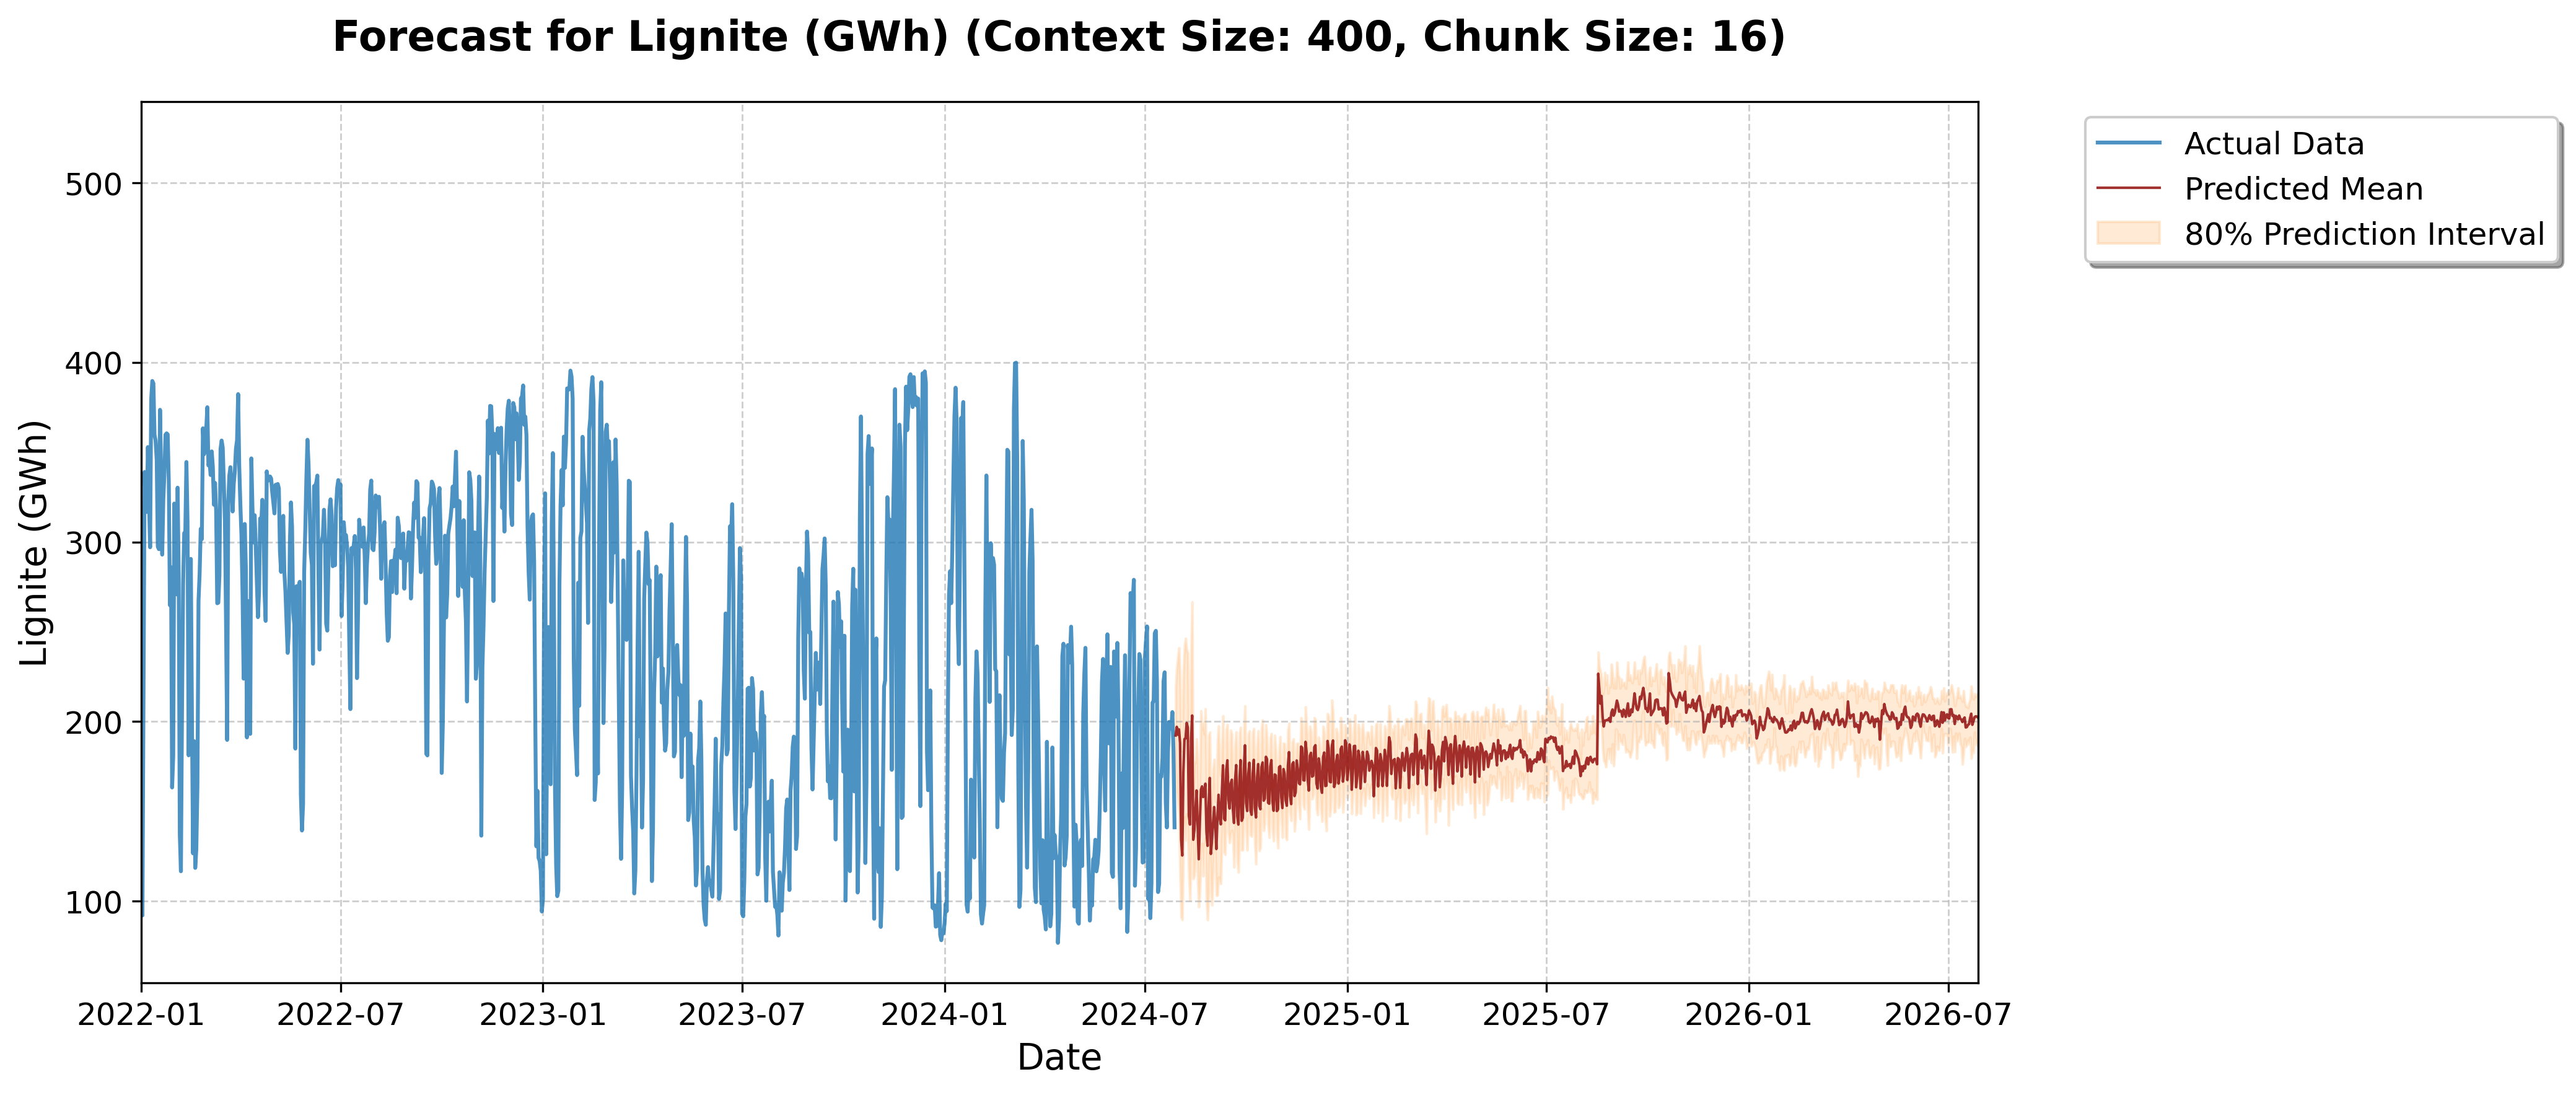 Forecast for Lignite (GWh) (Context Size: 400, Chunk Size: 16)
Actual Data
Predicted Mean
80% Prediction Interval
Lignite (GWh)
500
400
300
200
100
2022-01 2022-07 2023-01 2023-07 2024-01 2024-07 2025-01 2025-07 2026-01 2026-07
Date